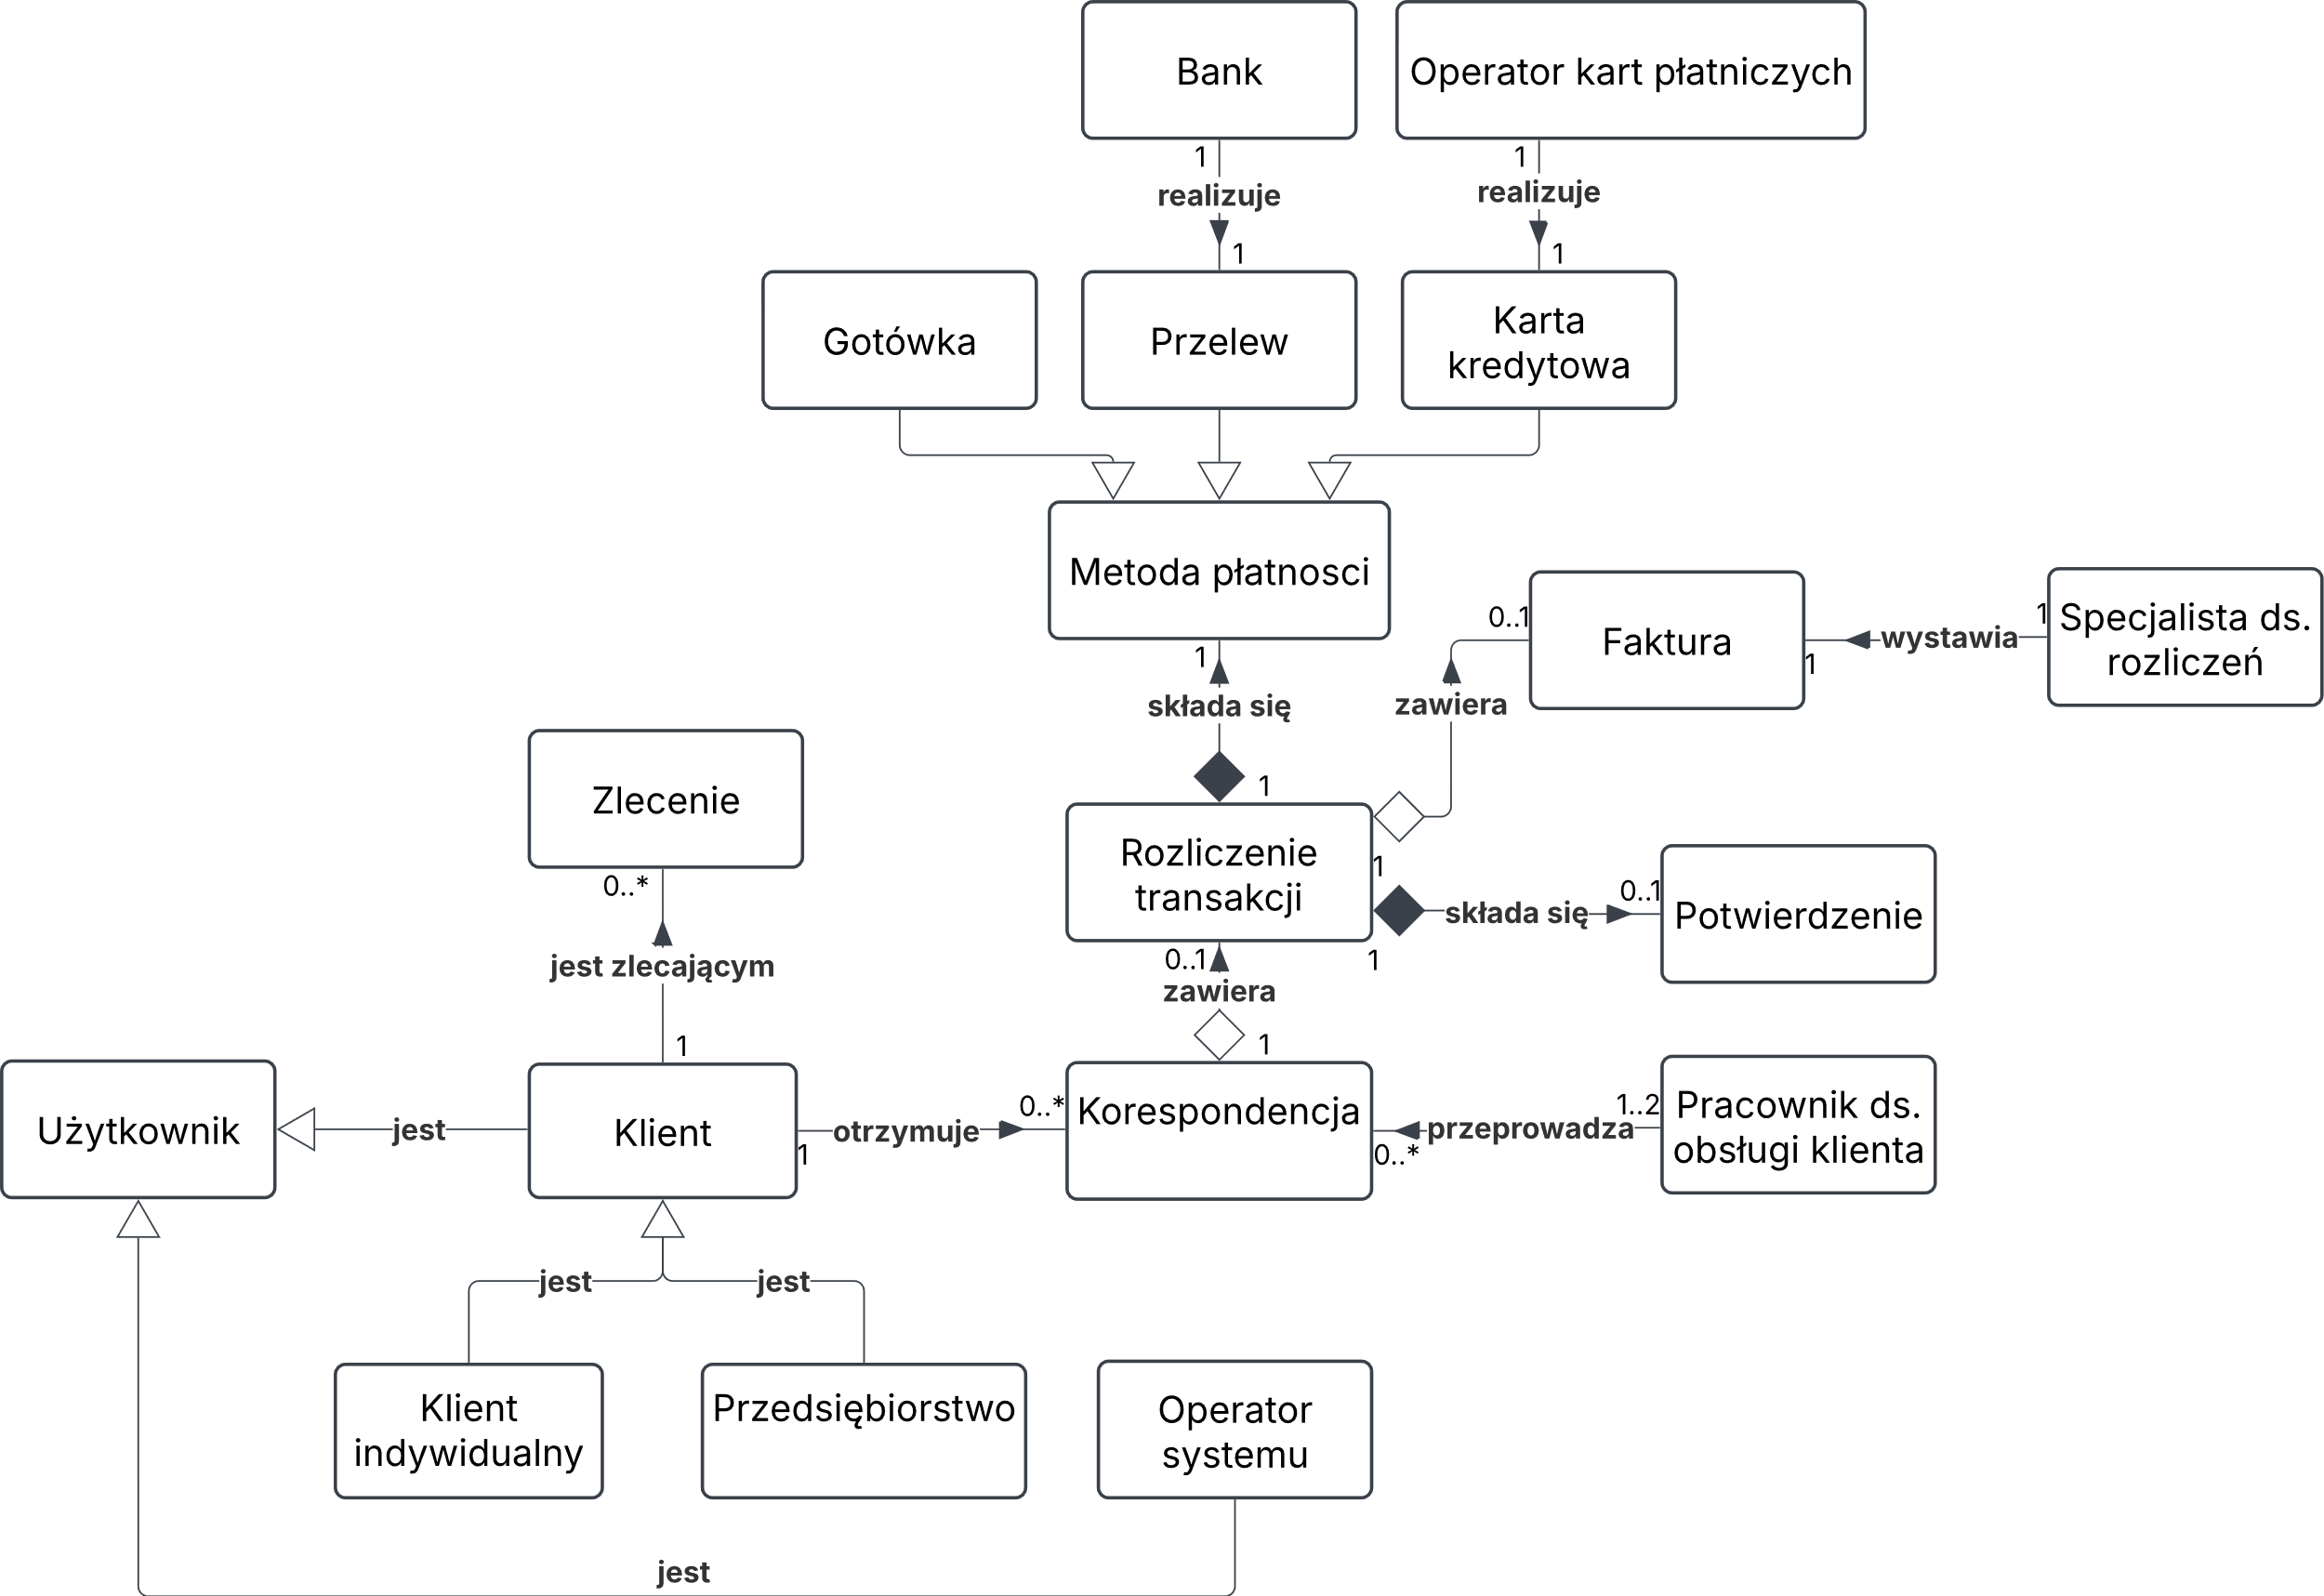 Bank
Operator kart płatniczych
1
1
realizuje
realizuje
1
1
Gotówka
Przelew
Karta
kredytowa
Metoda płatnosci
0..1
Faktura
1
Specjalista ds.
rozliczeń
wystawia
1
1
składa się
zawiera
Zlecenie
1
Rozliczenie
transakcji
1
0..*
0..1
składa się
Potwierdzenie
jest zlecającym
0..1
1
zawiera
1
1
Użytkownik
jest
Klient
otrzymuje
1
0..*
Korespondencja
przeprowadza
0..*
1..2
Pracownik ds.
obsługi klienta
jest
jest
Klient
indywidualny
Przedsiębiorstwo
Operator
systemu
jest